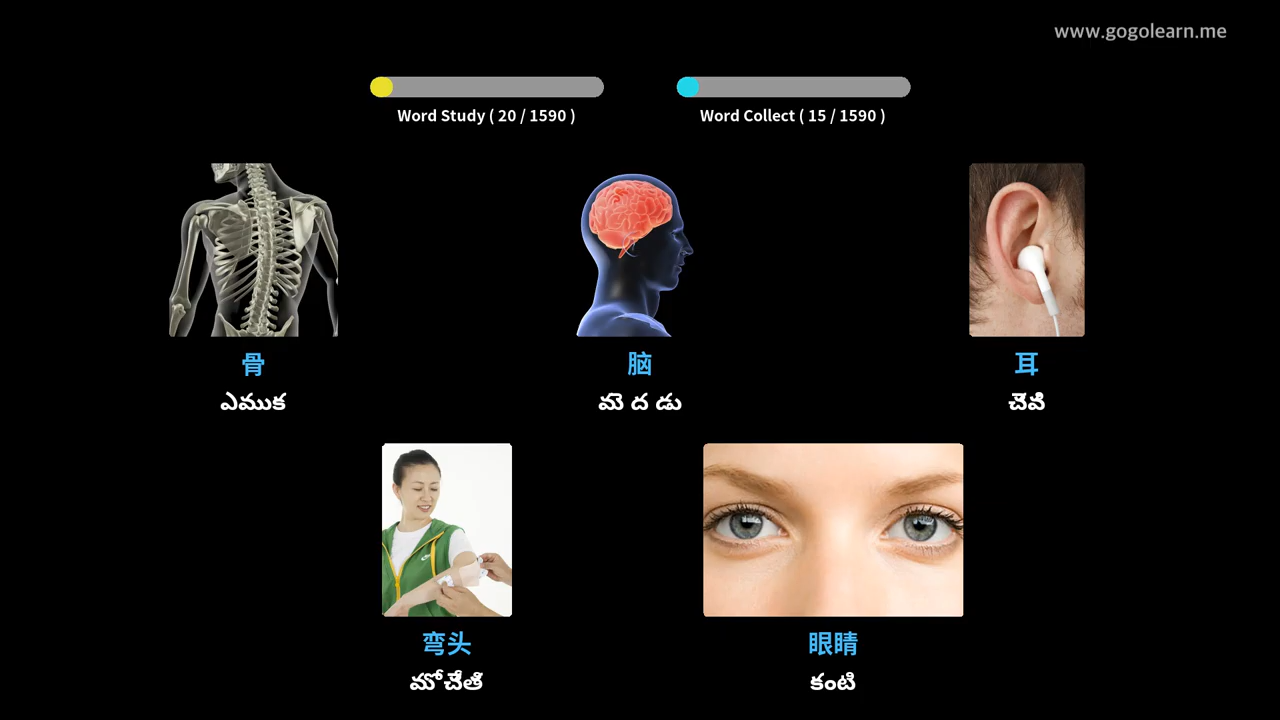 www.gogolearn.me
Word Study ( 20 / 1590 )
Word Collect ( 15 / 1590 )
骨
ఎముక
脑
మె ద డు
耳
చెవి
弯头
మోచేతి
眼睛
కంటి